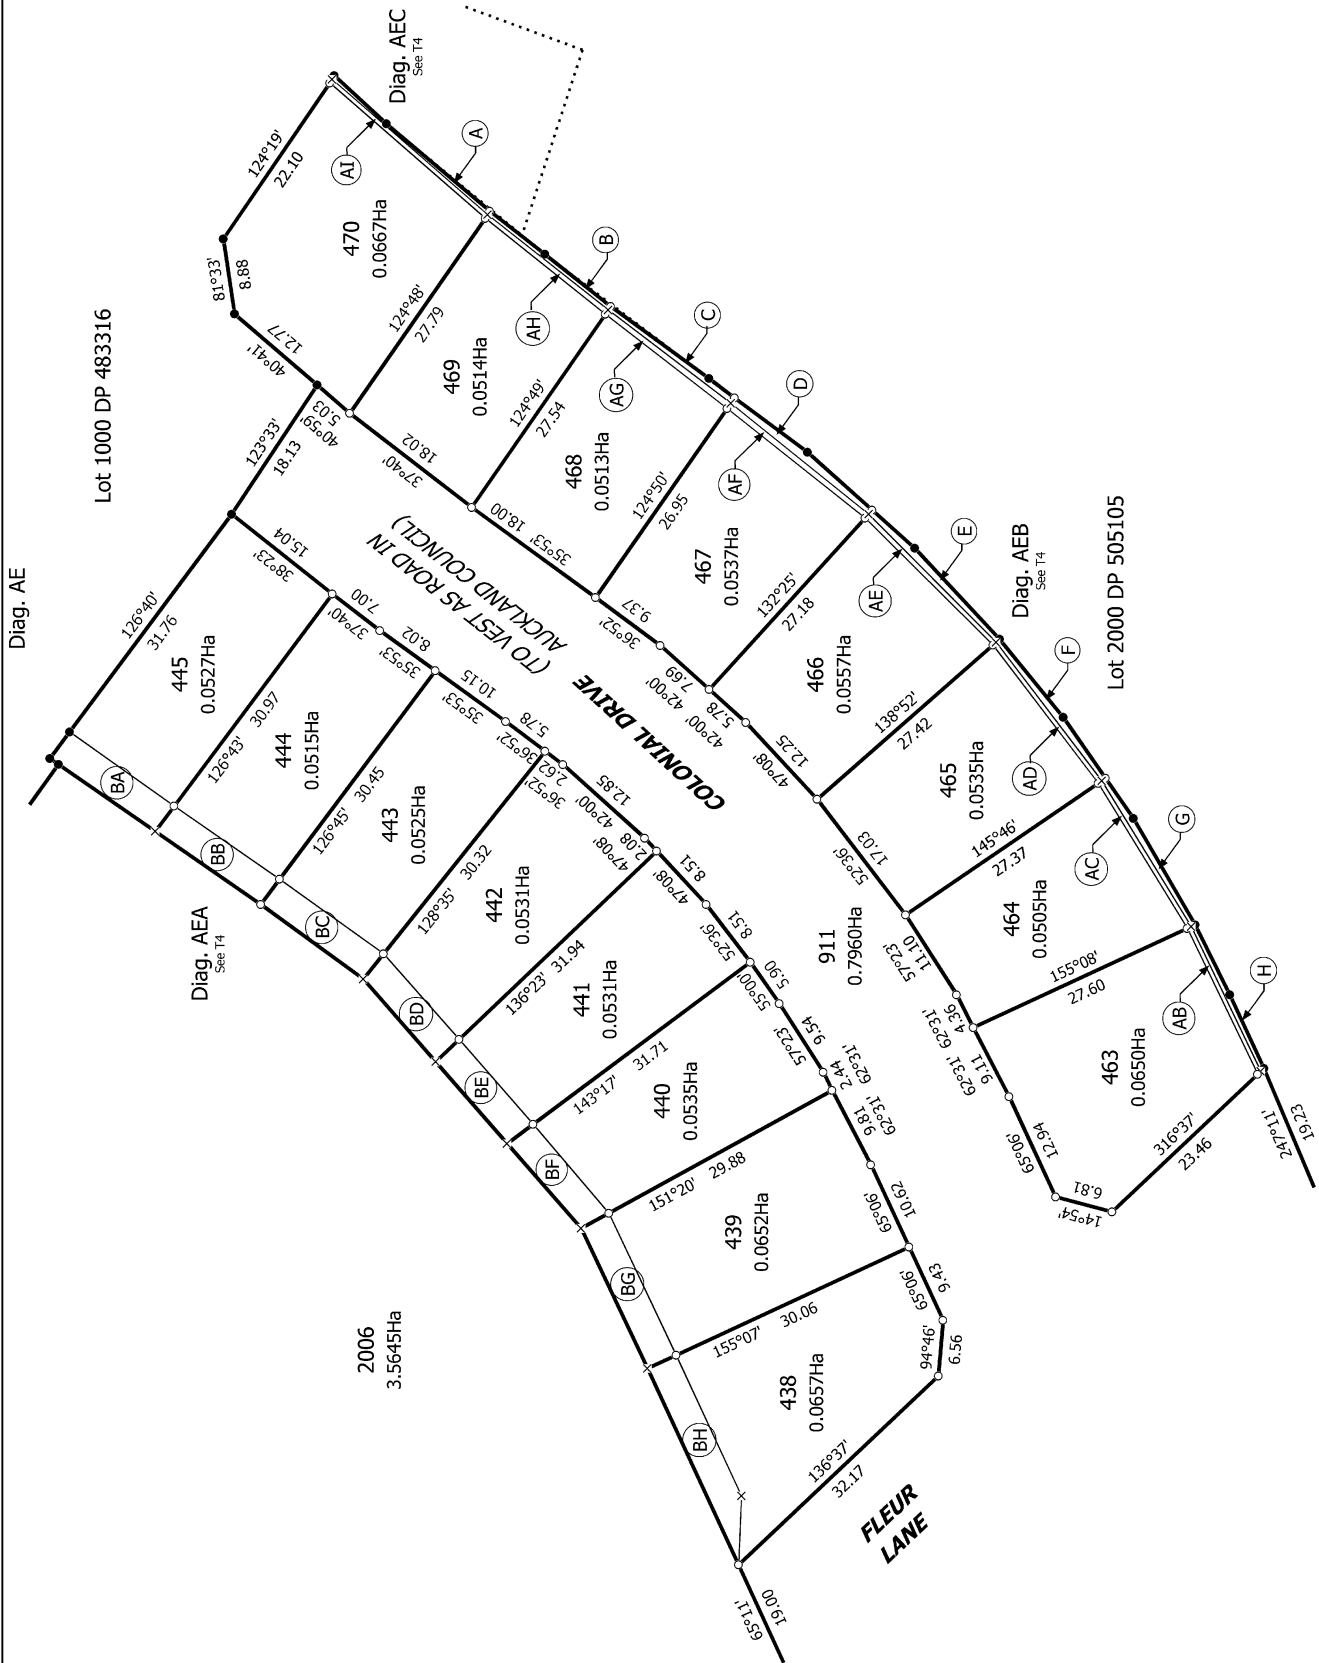 Diag. AE
Lot 1000 DP 483316
Diag. AEC
See T4
124°19'
22.10
81°33'
8.88
40°41'
12.77
AI
A
470
0.0667Ha
124°48'
27.79
123°33'
18.13
40°59'
5.03
469
0.0514Ha
AH
B
37°40'
18.02
124°49'
27.54
468
0.0513Ha
AG
C
35°53'
18.00
124°50'
26.95
467
0.0537Ha
AF
D
36°52'
9.37
42°00'
7.69
132°25'
27.18
466
0.0557Ha
AE
E
42°00'
5.78
47°08'
12.25
138°52'
27.42
465
0.0535Ha
AD
F
Diag. AEB
See T4
Lot 2000 DP 505105
52°36'
17.03
145°46'
27.37
464
0.0505Ha
AC
G
57°23'
11.10
62°31'
4.36
155°08'
27.60
463
0.0650Ha
AB
H
62°31'
9.11
65°06'
12.94
14°54'
6.81
316°37'
23.46
247°11'
19.23
126°40'
31.76
445
0.0527Ha
38°23'
15.04
BA
126°43'
30.97
444
0.0515Ha
37°40'
7.00
35°53'
8.02
BB
126°45'
30.45
443
0.0525Ha
35°53'
10.15
36°52'
5.78
BC
Diag. AEA
See T4
128°35'
30.32
442
0.0531Ha
36°52'
2.62
42°00'
12.85
47°08'
2.08
BD
136°23'
31.94
441
0.0531Ha
47°08'
8.51
52°36'
8.51
BE
143°17'
31.71
440
0.0535Ha
55°00'
5.90
57°23'
9.54
62°31'
2.44
BF
151°20'
29.88
439
0.0652Ha
62°31'
9.81
65°06'
10.62
BG
155°07'
30.06
438
0.0657Ha
65°06'
9.43
94°46'
6.56
BH
136°37'
32.17
65°11'
19.00
2006
3.5645Ha
(TO VEST AS ROAD IN
AUCKLAND COUNCIL)
COLONIAL DRIVE
911
0.7960Ha
FLEUR
LANE